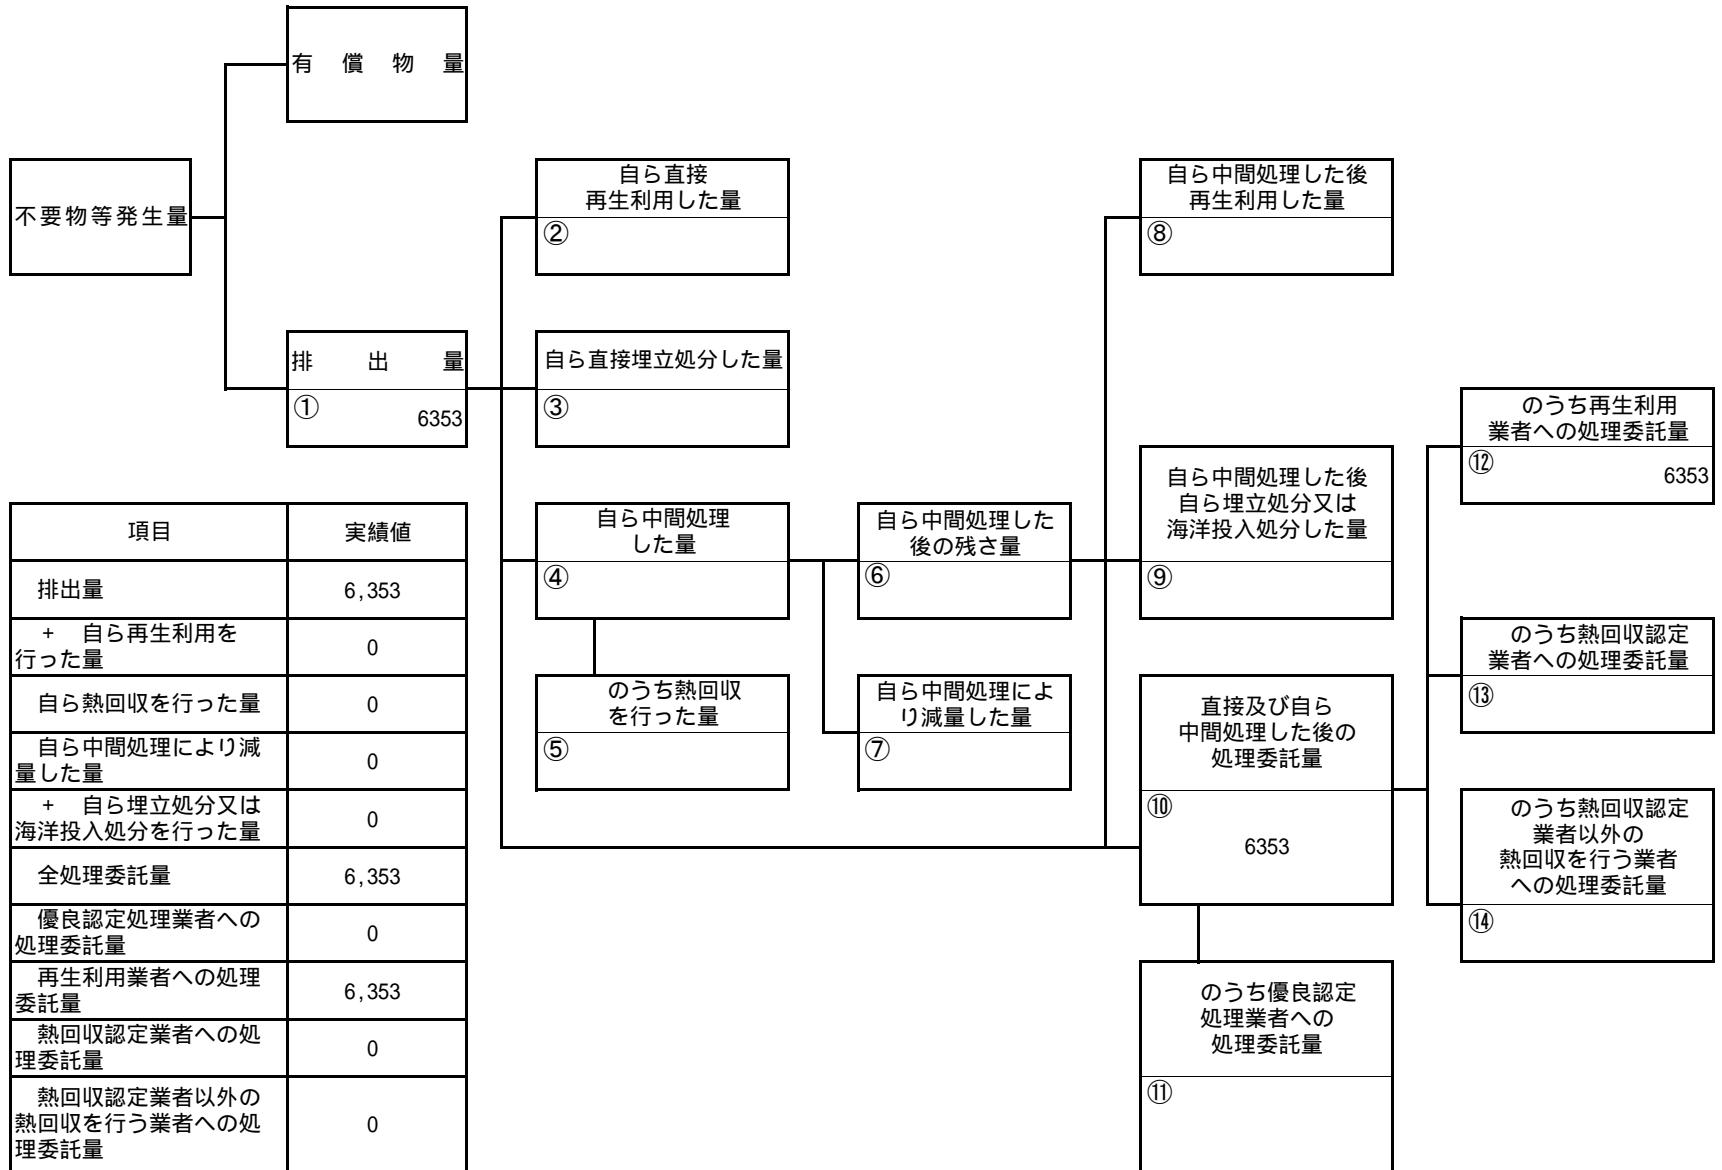 有償物量
不要物等発生量
自ら直接
再生利用した量
②
自ら中間処理した後
再生利用した量
⑧
排出量
①
6353
自ら直接埋立処分した量
③
のうち再生利用
業者への処理委託量
⑫
6353
自ら中間処理した後
自ら埋立処分又は
海洋投入処分した量
⑨
自ら中間処理
した量
④
自ら中間処理した
後の残さ量
⑥
のうち熱回収認定
業者への処理委託量
⑬
のうち熱回収
を行った量
⑤
自ら中間処理によ
り減量した量
⑦
直接及び自ら
中間処理した後の
処理委託量
⑩
6353
のうち熱回収認定
業者以外の
熱回収を行う業者
への処理委託量
⑭
のうち優良認定
処理業者への
処理委託量
⑪
項目 実績値
排出量 6,353
+ 自ら再生利用を
行った量 0
自ら熱回収を行った量 0
自ら中間処理により減
量した量 0
+ 自ら埋立処分又は
海洋投入処分を行った量 0
全処理委託量 6,353
優良認定処理業者への
処理委託量 0
再生利用業者への処理
委託量 6,353
熱回収認定業者への処
理委託量 0
熱回収認定業者以外の
熱回収を行う業者への処
理委託量 0